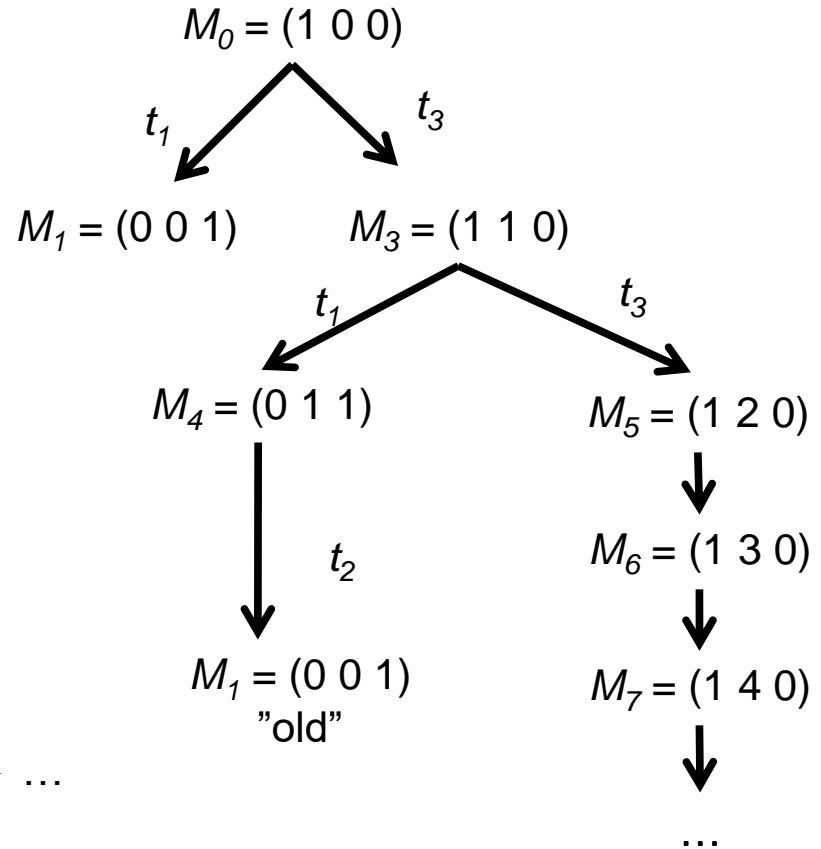 M₀ = (1 0 0)
t₁ t₃
M₁ = (0 0 1) M₃ = (1 1 0)
t₁ t₃
M₄ = (0 1 1) M₅ = (1 2 0)
t₂ M₆ = (1 3 0)
M₁ = (0 0 1) M₇ = (1 4 0)
”old”
…
…